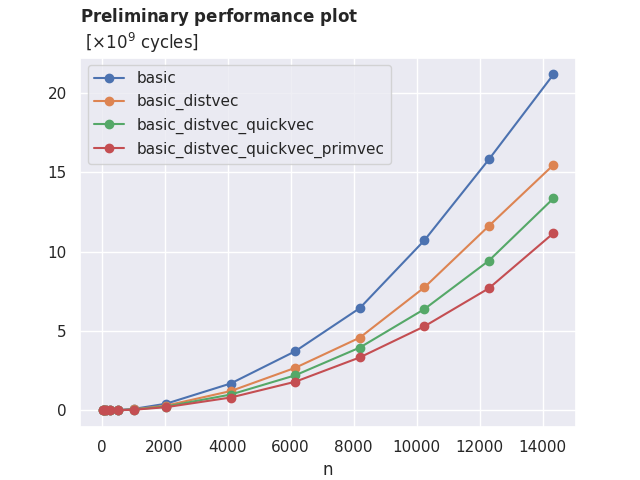 Preliminary performance plot
[×10⁹ cycles]
basic
basic_distvec
basic_distvec_quickvec
basic_distvec_quickvec_primvec
20
15
10
5
0
0 2000 4000 6000 8000 10000 12000 14000
n